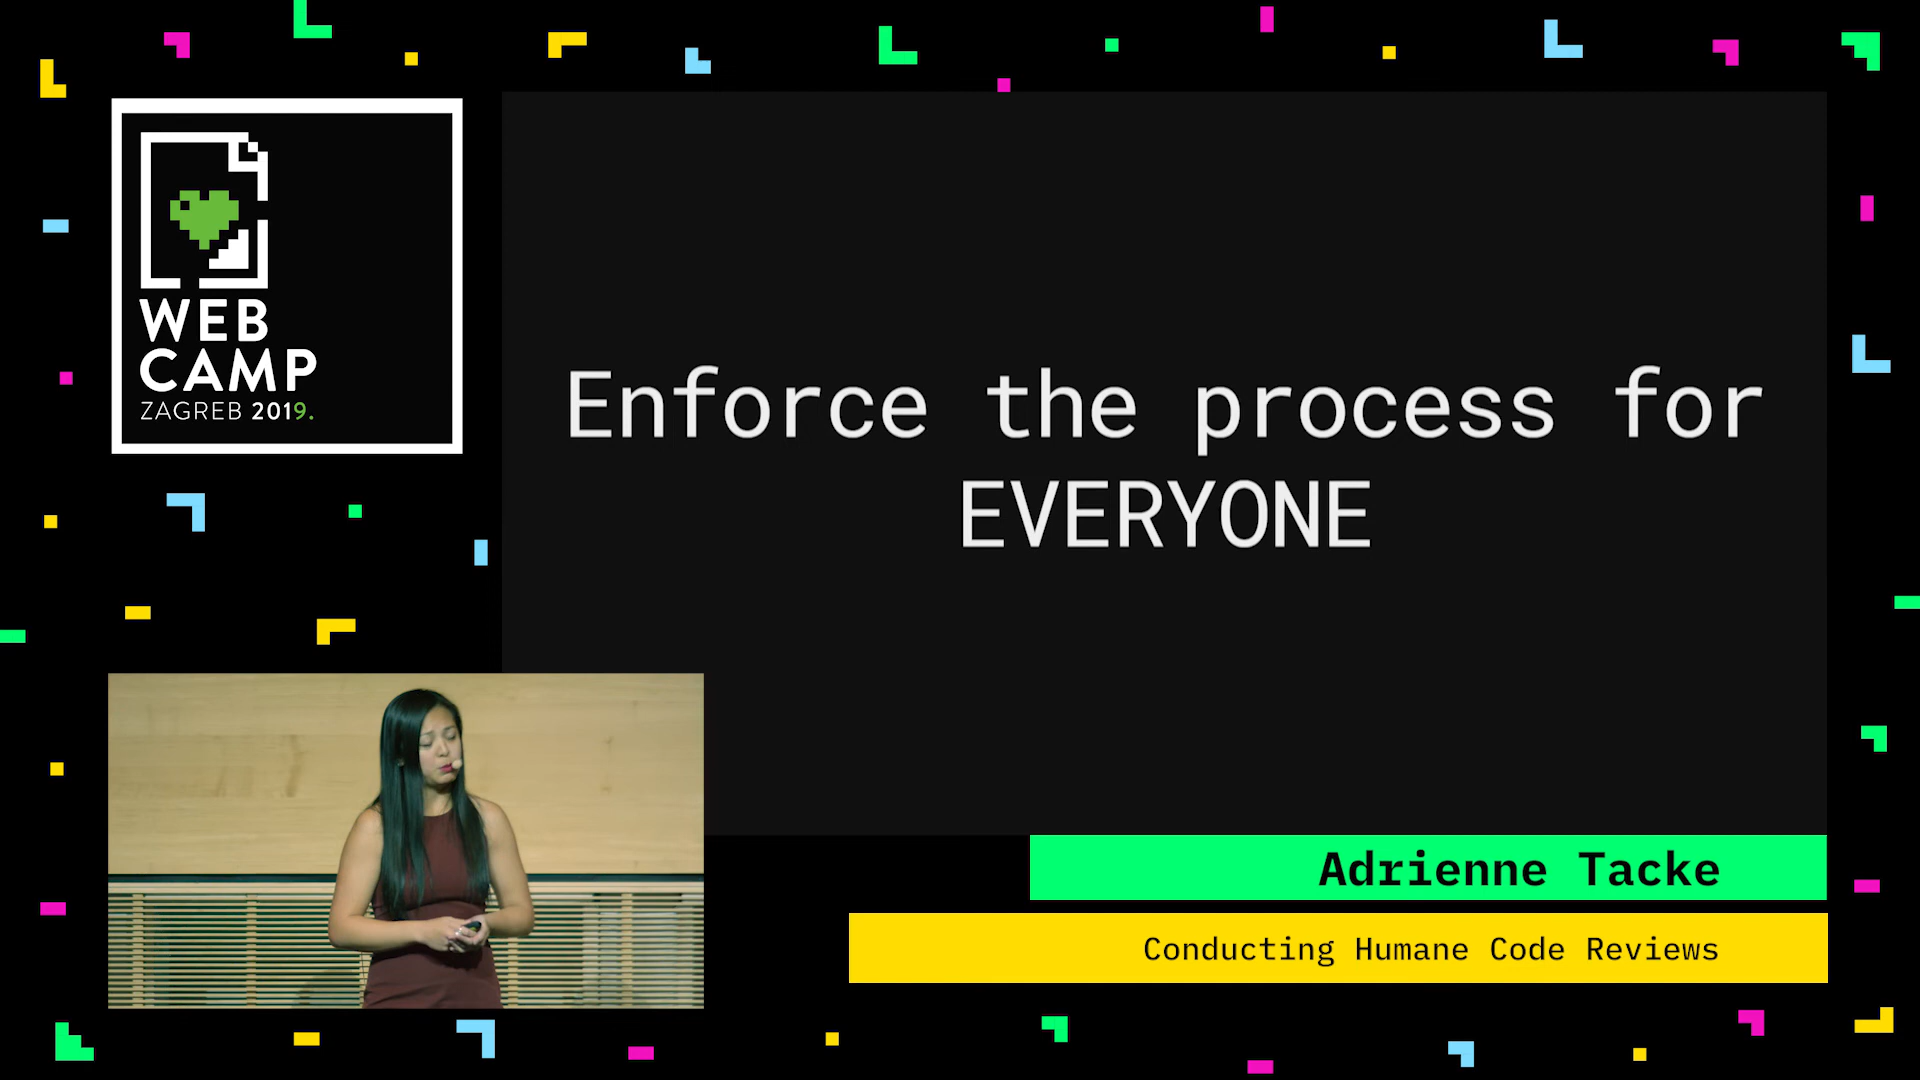 WEB
CAMP
ZAGREB 2019.
Enforce the process for
EVERYONE
Adrienne Tacke
Conducting Humane Code Reviews